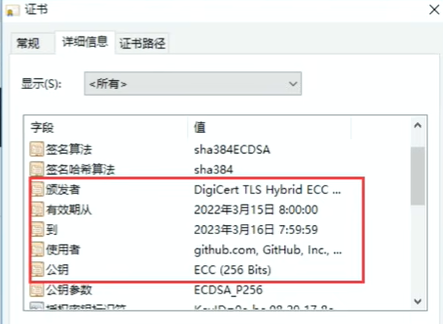 证书
常规 详细信息 证书路径
显示(S): <所有>
字段 值
签名算法 sha384ECDSA
签名哈希算法 sha384
颁发者 DigiCert TLS Hybrid ECC ...
有效期从 2022年3月15日 8:00:00
到 2023年3月16日 7:59:59
使用者 github.com, GitHub, Inc., ...
公钥 ECC (256 Bits)
公钥参数 ECDSA_P256